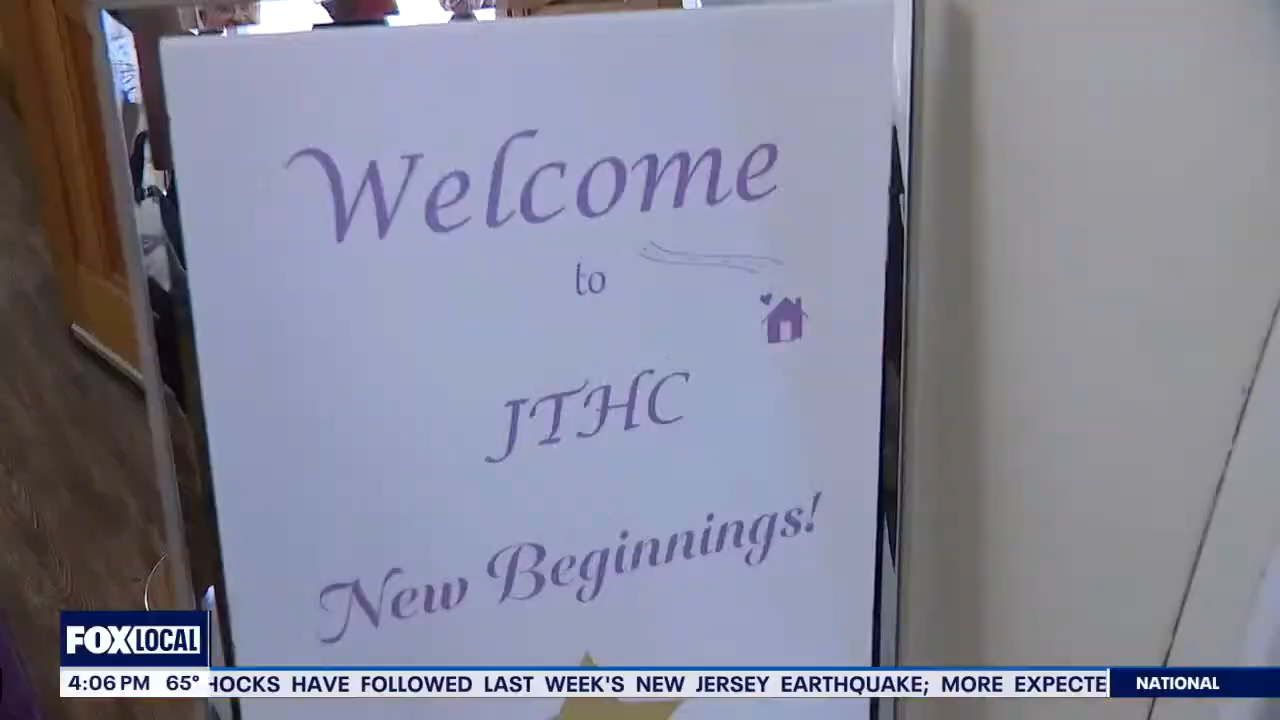 Welcome
to
JTHC
New Beginnings!
FOX LOCAL
4:06 PM 65° HOCKS HAVE FOLLOWED LAST WEEK'S NEW JERSEY EARTHQUAKE; MORE EXPECTE NATIONAL